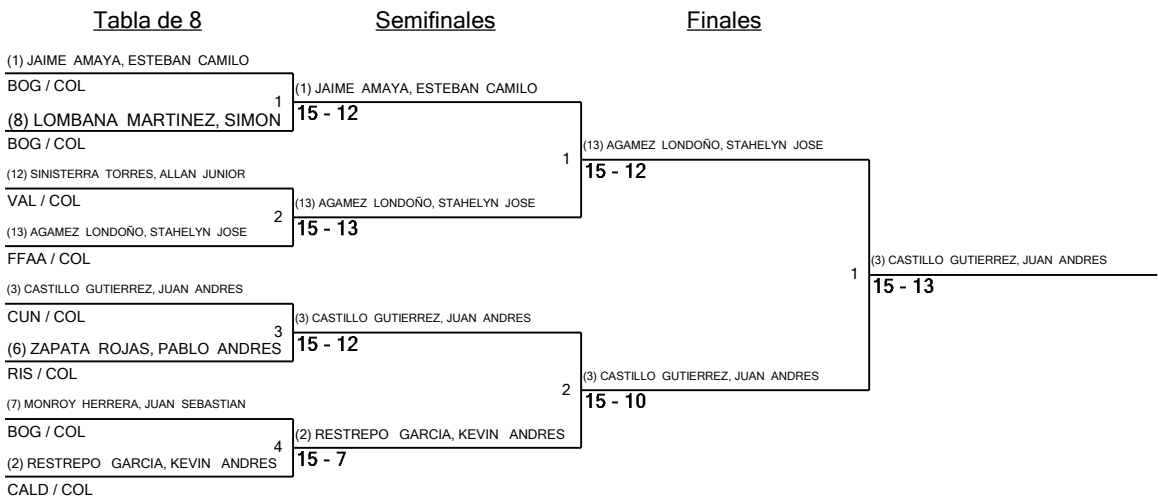 Tabla de 8
Semifinales
Finales
(1) JAIME AMAYA, ESTEBAN CAMILO
BOG / COL
1
(8) LOMBANA MARTINEZ, SIMON
BOG / COL
(12) SINISTERRA TORRES, ALLAN JUNIOR
VAL / COL
2
(13) AGAMEZ LONDOÑO, STAHELYN JOSE
FFAA / COL
(3) CASTILLO GUTIERREZ, JUAN ANDRES
CUN / COL
3
(6) ZAPATA ROJAS, PABLO ANDRES
RIS / COL
(7) MONROY HERRERA, JUAN SEBASTIAN
BOG / COL
4
(2) RESTREPO GARCIA, KEVIN ANDRES
CALD / COL
(1) JAIME AMAYA, ESTEBAN CAMILO
15 - 12
1
(13) AGAMEZ LONDOÑO, STAHELYN JOSE
15 - 13
(3) CASTILLO GUTIERREZ, JUAN ANDRES
15 - 12
2
(2) RESTREPO GARCIA, KEVIN ANDRES
15 - 7
(13) AGAMEZ LONDOÑO, STAHELYN JOSE
15 - 12
1
(3) CASTILLO GUTIERREZ, JUAN ANDRES
15 - 10
(3) CASTILLO GUTIERREZ, JUAN ANDRES
15 - 13